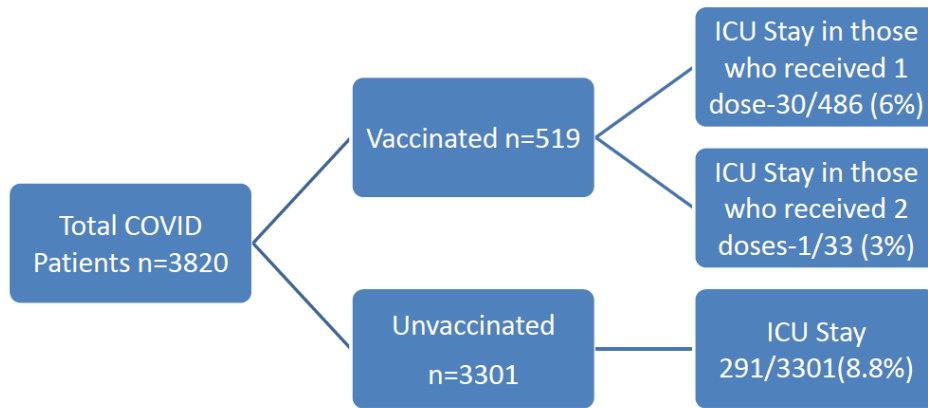 Total COVID
Patients n=3820
Vaccinated n=519
Unvaccinated
n=3301
ICU Stay in those
who received 1
dose-30/486 (6%)
ICU Stay in those
who received 2
doses-1/33 (3%)
ICU Stay
291/3301(8.8%)